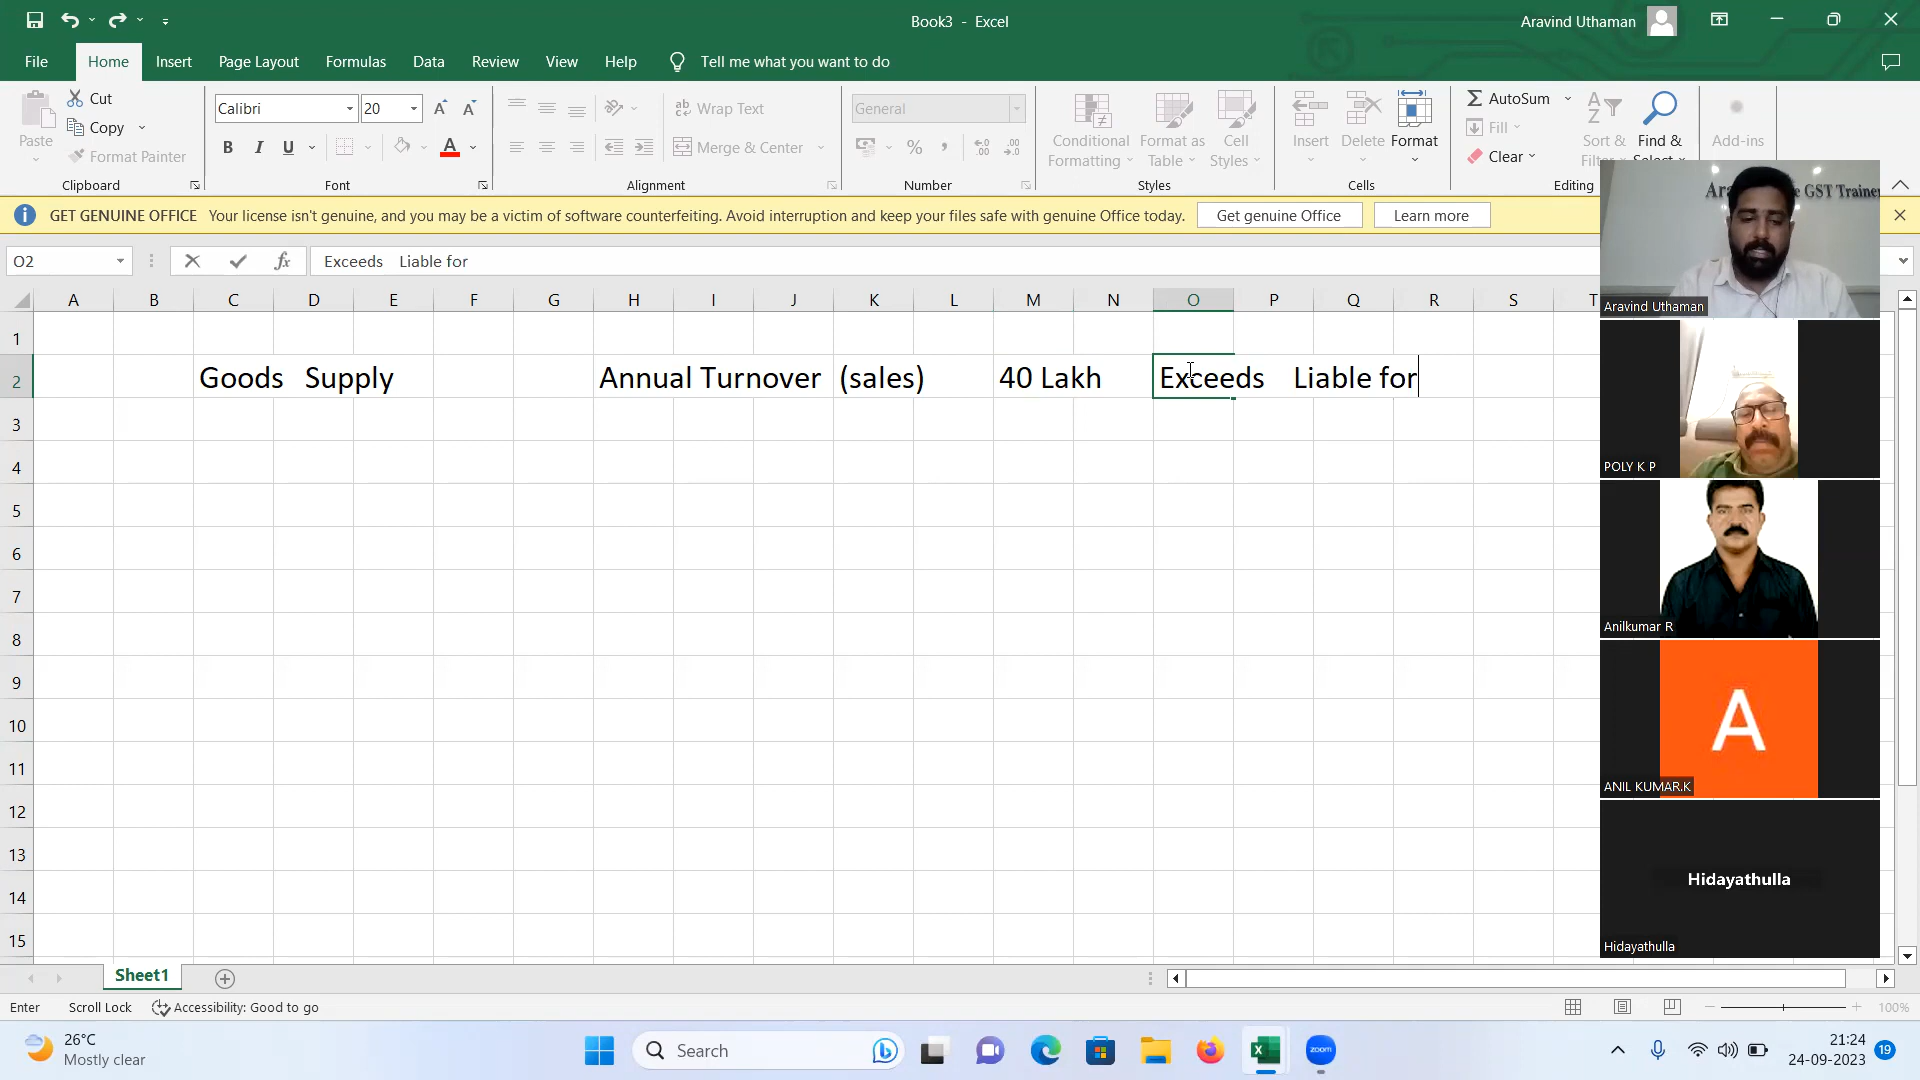 Book3 - Excel
Aravind Uthaman
File Home Insert Page Layout Formulas Data Review View Help Tell me what you want to do
Paste
Cut
Copy
Format Painter
Clipboard
Calibri 20
B I U A
Font
ab Wrap Text
Merge & Center
Alignment
General
% ,
Number
Conditional Formatting
Format as Table
Cell Styles
Styles
Insert Delete Format
Cells
AutoSum
Fill
Clear
Sort &
Find &
Editing
Add-ins
GET GENUINE OFFICE Your license isn't genuine, and you may be a victim of software counterfeiting. Avoid interruption and keep your files safe with genuine Office today. Get genuine Office Learn more
O2 fx Exceeds Liable for
A B C D E F G H I J K L M N O P Q R S T
1
2 Goods Supply Annual Turnover (sales) 40 Lakh Exceeds Liable for
3
4
5
6
7
8
9
10
11
12
13
14
15
GST Trainer
Aravind Uthaman
POLY K P
Anilkumar R
A
ANIL KUMAR.K
Hidayathulla
Hidayathulla
Sheet1
Enter Scroll Lock Accessibility: Good to go 100%
26°C
Mostly clear
Search
zoom
21:24
24-09-2023
19